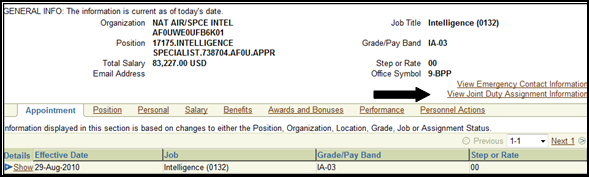 GENERAL INFO: The information is current as of today's date.
Organization NAT AIR/SPCE INTEL AF0UWE0UFB6K01
Job Title Intelligence (0132)
Position 17175.INTELLIGENCE SPECIALIST.738704.AF0U.APPR
Grade/Pay Band IA-03
Total Salary 83,227.00 USD
Step or Rate 00
Email Address
Office Symbol 9-BPP
View Emergency Contact Information
View Joint Duty Assignment Information
Appointment Position Personal Salary Benefits Awards and Bonuses Performance Personnel Actions
Information displayed in this section is based on changes to either the Position, Organization, Location, Grade, Job or Assignment Status.
Previous 1-1 Next 1
Details Effective Date Job Grade/Pay Band Step or Rate
Show 29-Aug-2010 Intelligence (0132) IA-03 00